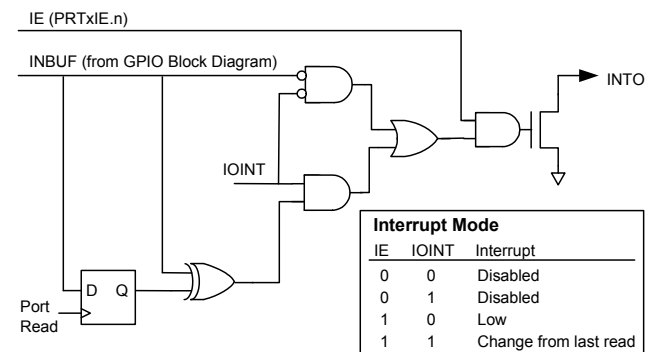 IE (PRTxIE.n)
INBUF (from GPIO Block Diagram)
INTO
IOINT
Port
Read
D Q
Interrupt Mode
IE IOINT Interrupt
0 0 Disabled
0 1 Disabled
1 0 Low
1 1 Change from last read